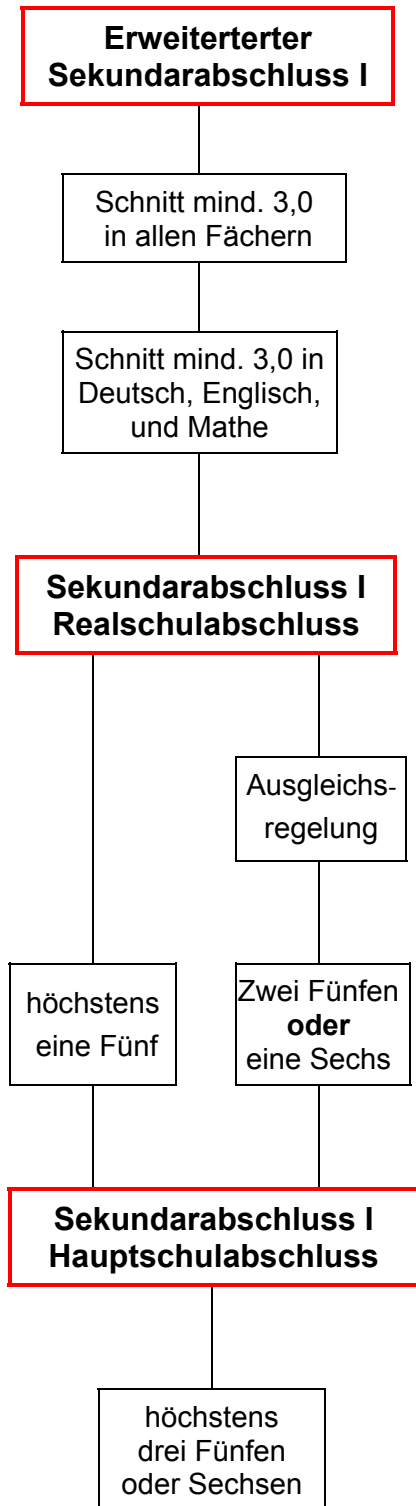 Erweiterterter
Sekundarabschluss I
Schnitt mind. 3,0
in allen Fächern
Schnitt mind. 3,0 in
Deutsch, Englisch,
und Mathe
Sekundarabschluss I
Realschulabschluss
Ausgleichs-
regelung
höchstens
eine Fünf
Zwei Fünfen
oder
eine Sechs
Sekundarabschluss I
Hauptschulabschluss
höchstens
drei Fünfen
oder Sechsen